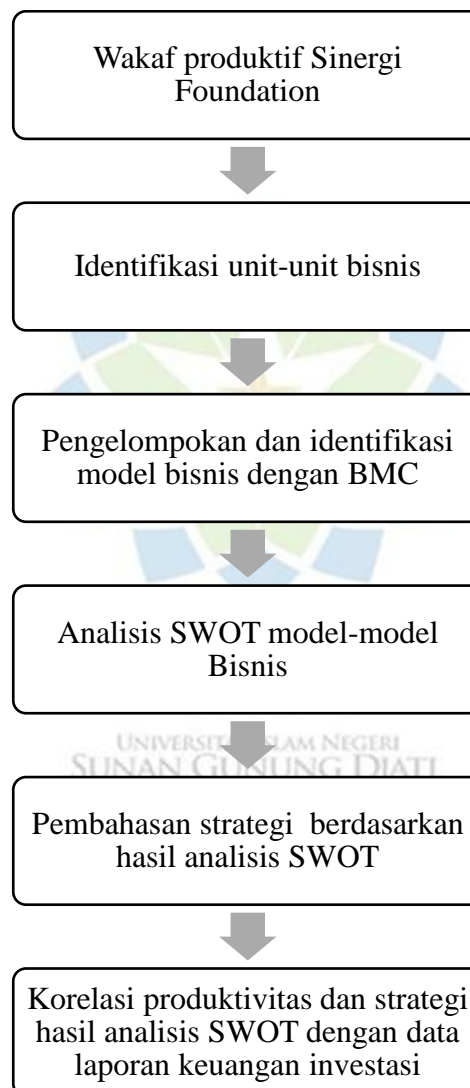 Wakaf produktif Sinergi
Foundation
Identifikasi unit-unit bisnis
Pengelompokan dan identifikasi
model bisnis dengan BMC
Analisis SWOT model-model
Bisnis
UNIVERSITAS ISLAM NEGERI
SUNAN GUNUNG DJATI
Pembahasan strategi berdasarkan
hasil analisis SWOT
Korelasi produktivitas dan strategi
hasil analisis SWOT dengan data
laporan keuangan investasi